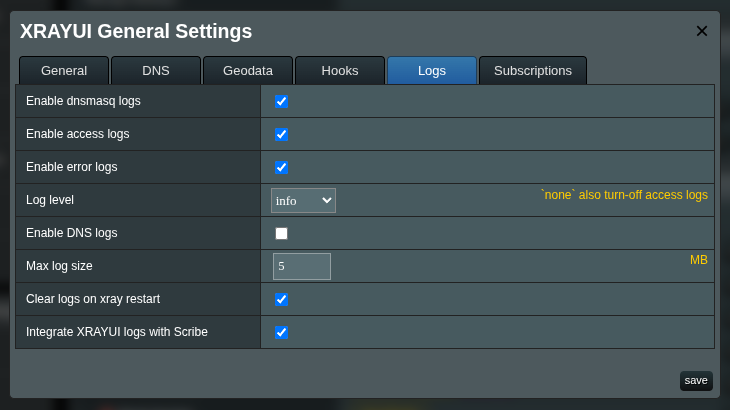 XRAYUI General Settings
General DNS Geodata Hooks Logs Subscriptions
Enable dnsmasq logs
Enable access logs
Enable error logs
Log level info `none` also turn-off access logs
Enable DNS logs
Max log size 5 MB
Clear logs on xray restart
Integrate XRAYUI logs with Scribe
save